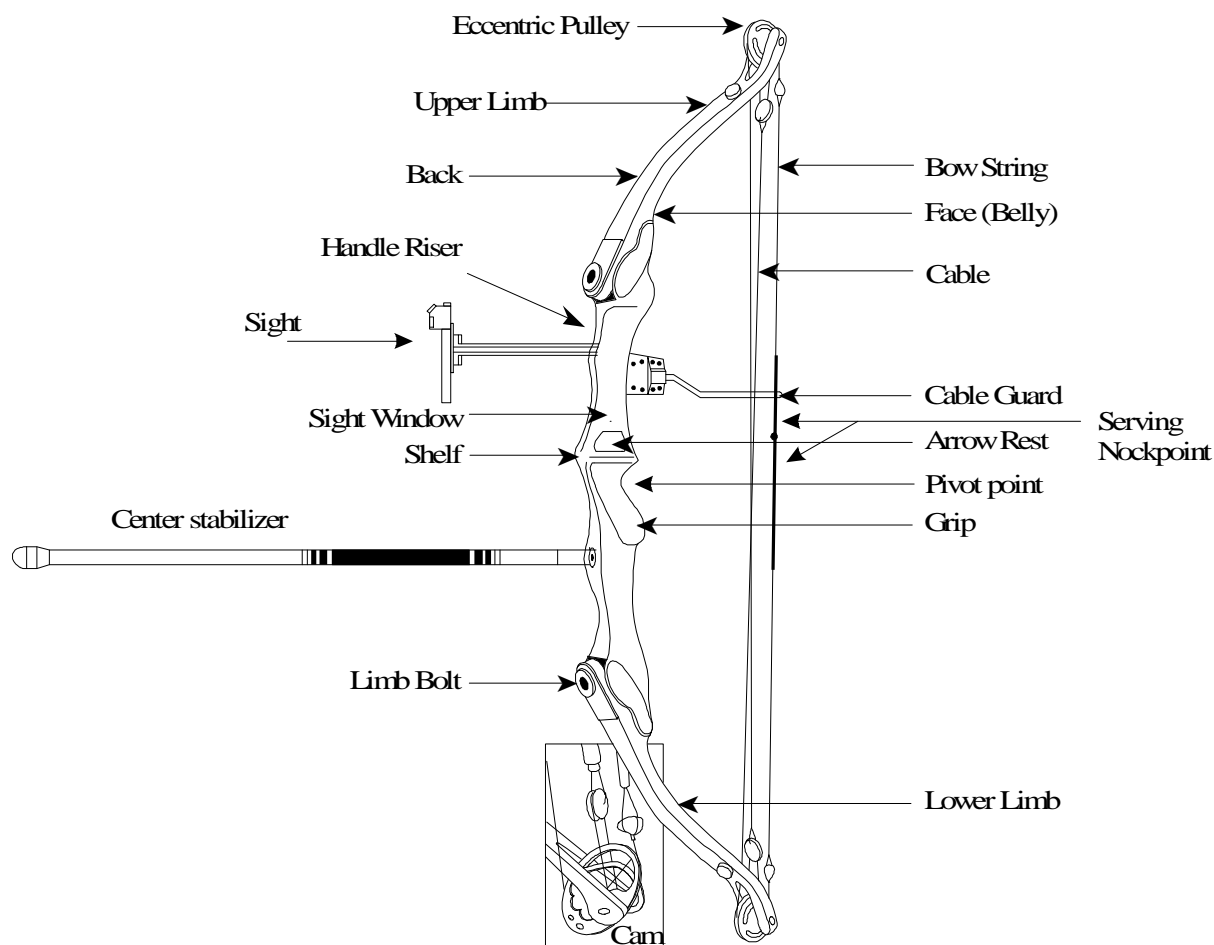 Eccentric Pulley
Upper Limb
Back
Bow String
Face (Belly)
Handle Riser
Cable
Sight
Cable Guard
Sight Window
Serving
Arrow Rest
Nockpoint
Shelf
Pivot point
Center stabilizer
Grip
Limb Bolt
Lower Limb
Cam